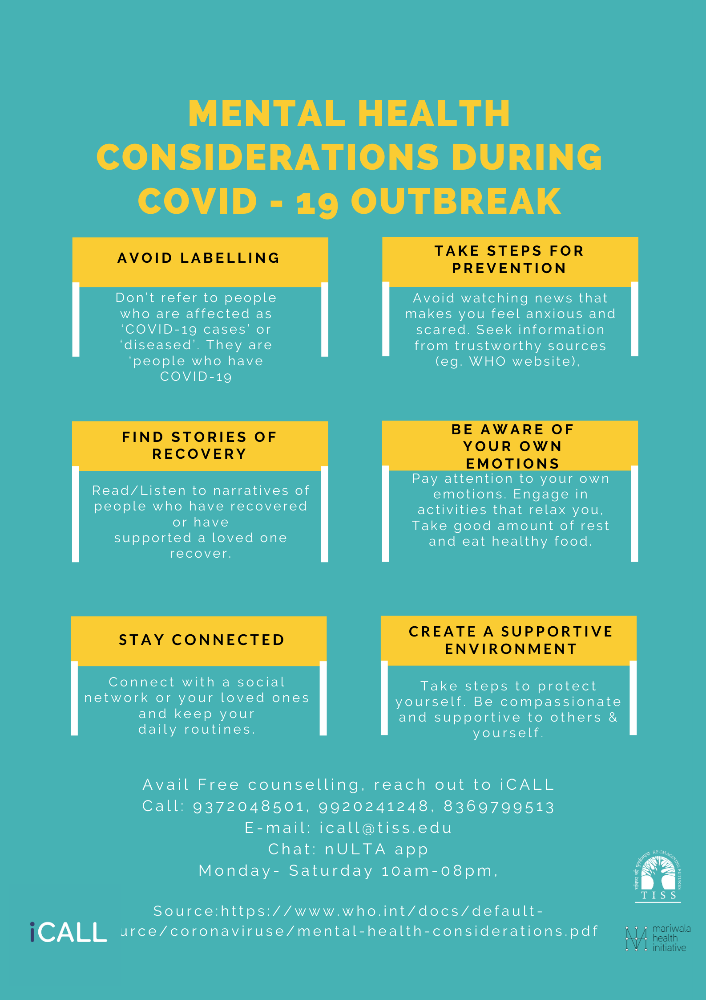 MENTAL HEALTH
CONSIDERATIONS DURING
COVID - 19 OUTBREAK
AVOID LABELLING
Don't refer to people
who are affected as
‘COVID-19 cases’ or
‘diseased’. They are
‘people who have
COVID-19
TAKE STEPS FOR
PREVENTION
Avoid watching news that
makes you feel anxious and
scared. Seek information
from trustworthy sources
(eg. WHO website),
FIND STORIES OF
RECOVERY
Read/Listen to narratives of
people who have recovered
or have
supported a loved one
recover.
BE AWARE OF
YOUR OWN
EMOTIONS
Pay attention to your own
emotions. Engage in
activities that relax you,
Take good amount of rest
and eat healthy food.
STAY CONNECTED
Connect with a social
network or your loved ones
and keep your
daily routines.
CREATE A SUPPORTIVE
ENVIRONMENT
Take steps to protect
yourself. Be compassionate
and supportive to others &
yourself.
Avail Free counselling, reach out to iCALL
Call: 9372048501, 9920241248, 8369799513
E-mail: icall@tiss.edu
Chat: nULTA app
Monday- Saturday 10am-08pm,
Source:https://www.who.int/docs/default-
urce/coronaviruse/mental-health-considerations.pdf
iCALL
भविष्य की पुनर्कल्पना RE-IMAGINING FUTURES
TISS
mariwala
health
initiative